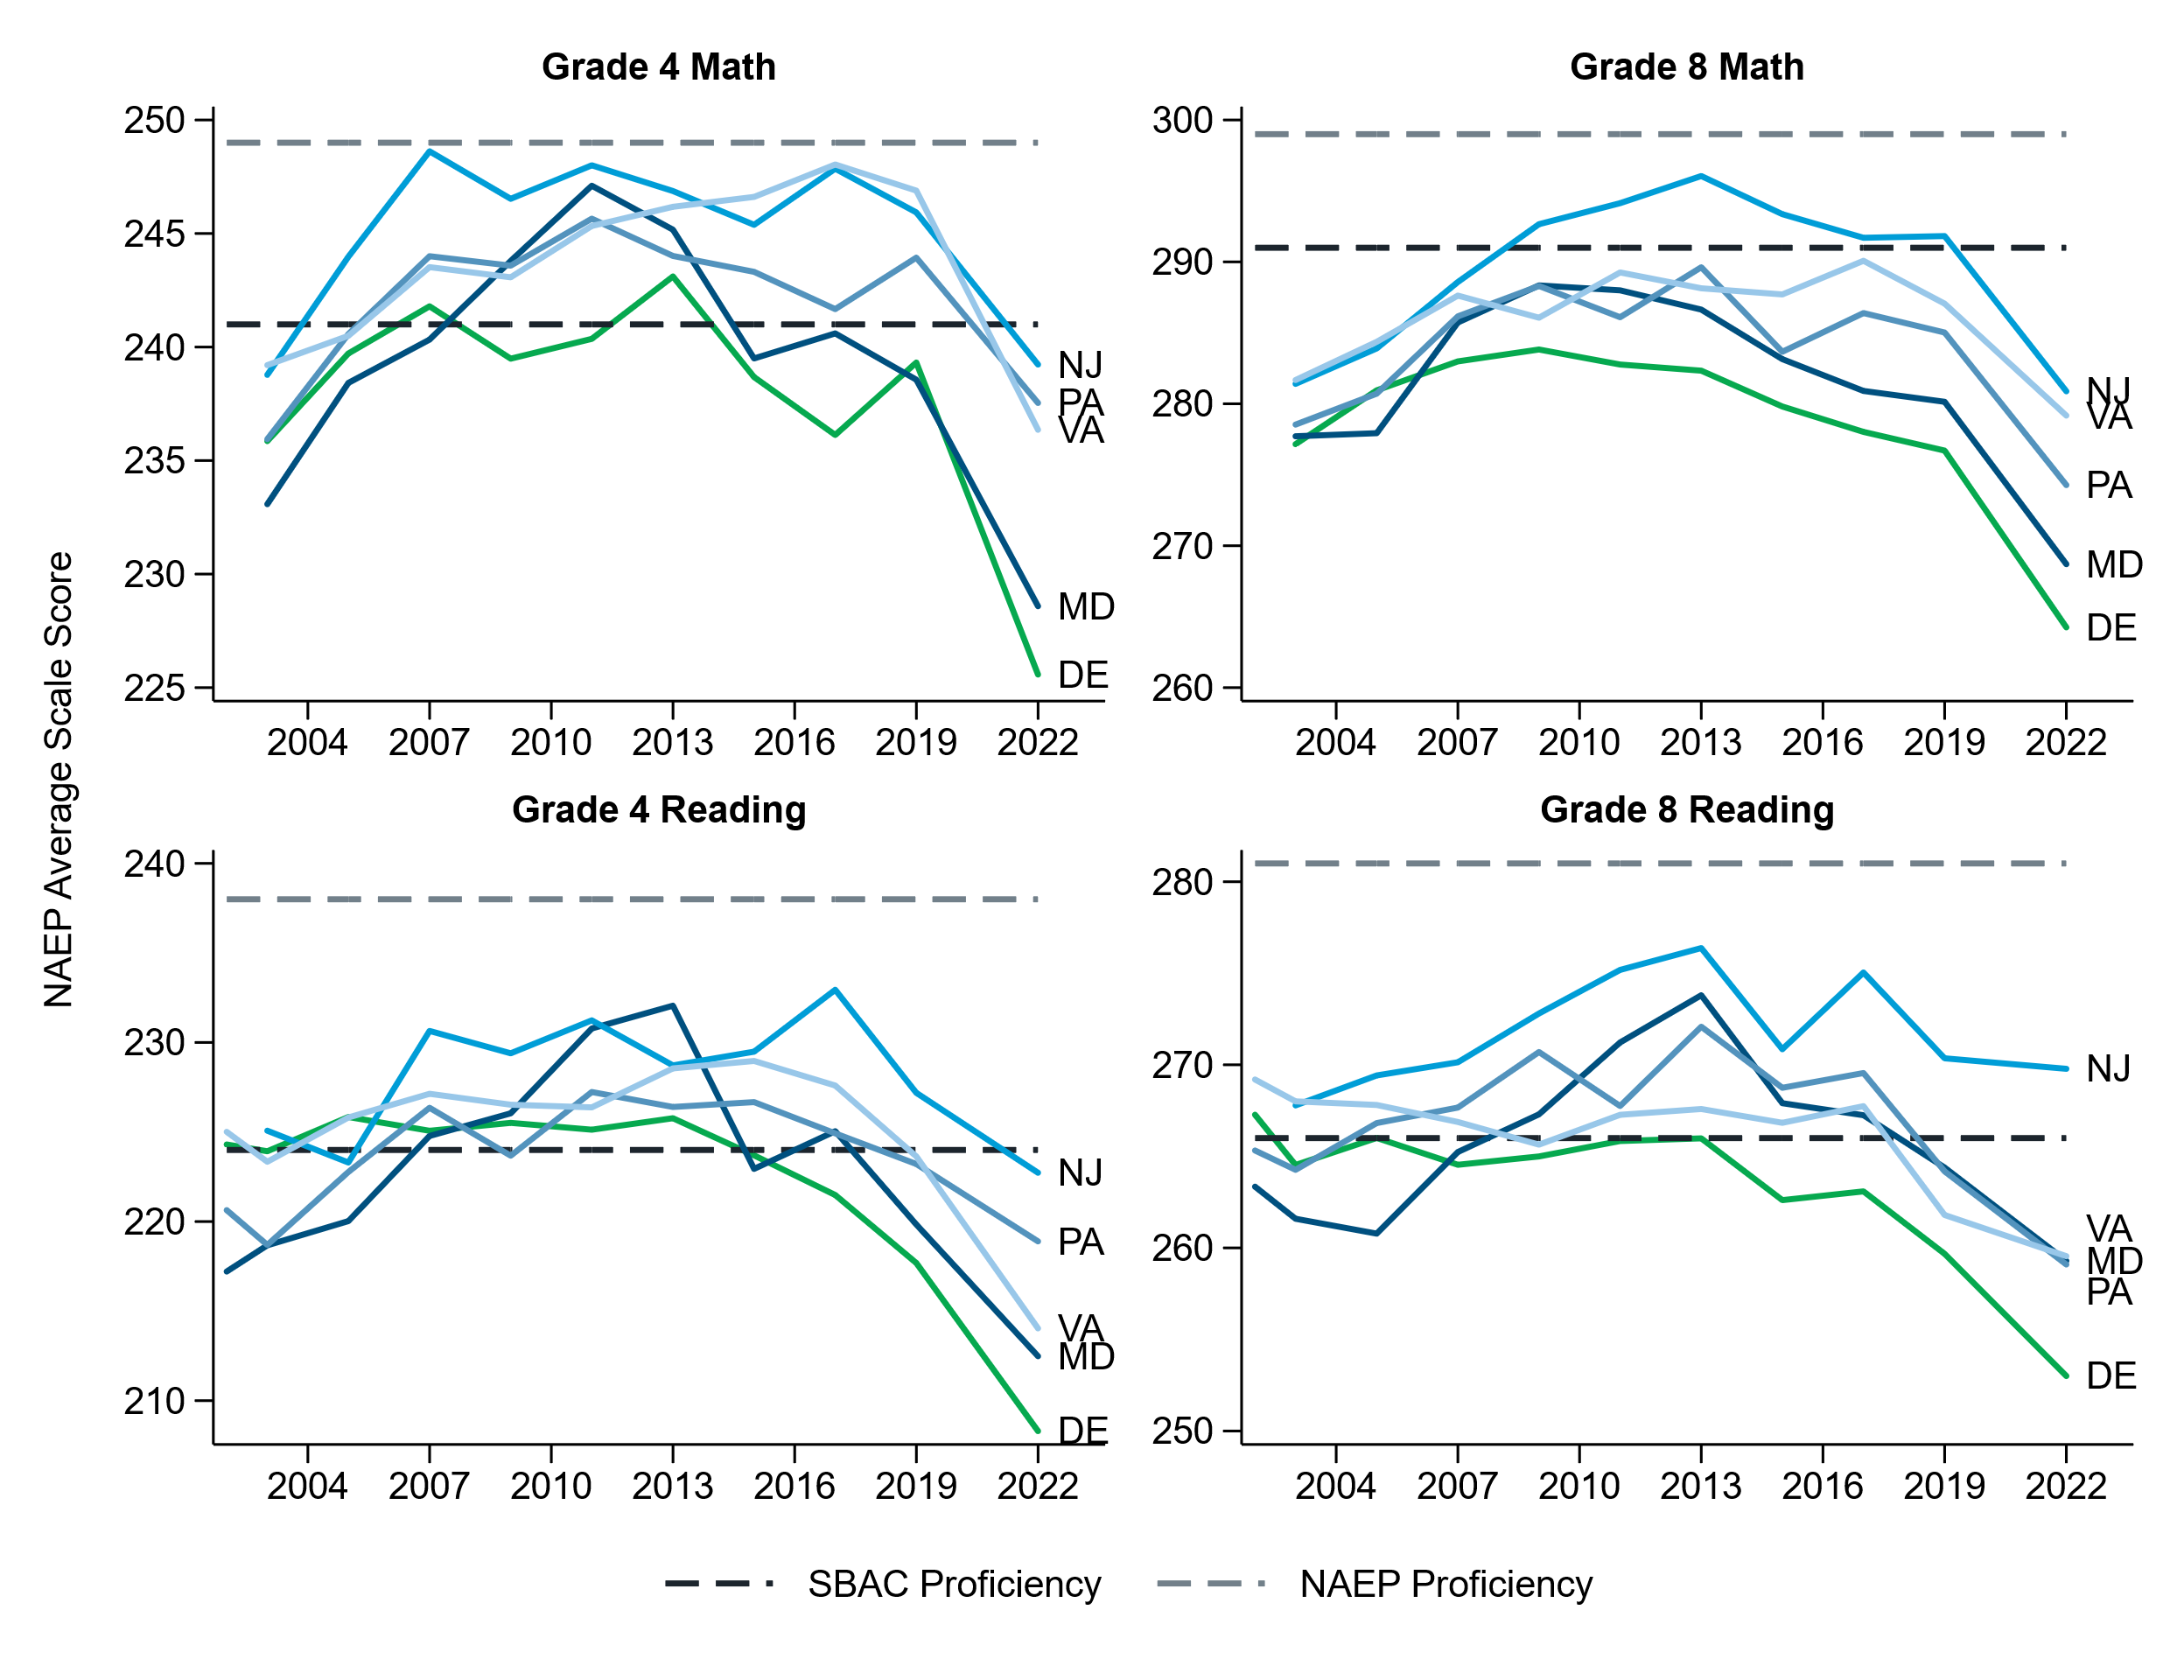 Grade 4 Math
Grade 8 Math
NAEP Average Scale Score
250
245
240
235
230
225
2004 2007 2010 2013 2016 2019 2022
NJ
PA
VA
MD
DE
300
290
280
270
260
2004 2007 2010 2013 2016 2019 2022
NJ
VA
PA
MD
DE
Grade 4 Reading
Grade 8 Reading
240
230
220
210
2004 2007 2010 2013 2016 2019 2022
NJ
PA
VA
MD
DE
280
270
260
250
2004 2007 2010 2013 2016 2019 2022
NJ
VA
MD
PA
DE
SBAC Proficiency NAEP Proficiency